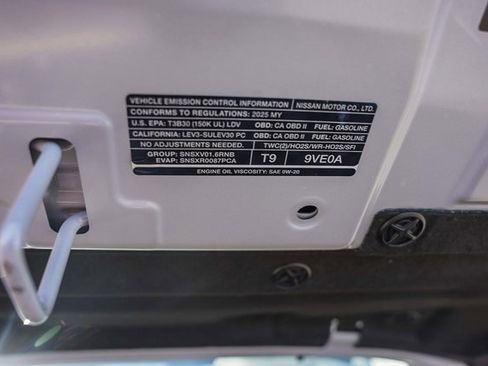 VEHICLE EMISSION CONTROL INFORMATION NISSAN MOTOR CO., LTD.
CONFORMS TO REGULATIONS: 2025 MY
U.S. EPA: T3B30 (150K UL) LDV OBD: CA OBD II FUEL: GASOLINE
CALIFORNIA: LEV3-SULEV30 PC OBD: CA OBD II FUEL: GASOLINE
NO ADJUSTMENTS NEEDED. TWC(2)/HO2S/WR-HO2S/SFI
GROUP: SNSXV01.6RNB
EVAP: SNSXR0087PCA
T9 9VE0A
ENGINE OIL VISCOSITY: SAE 0W-20